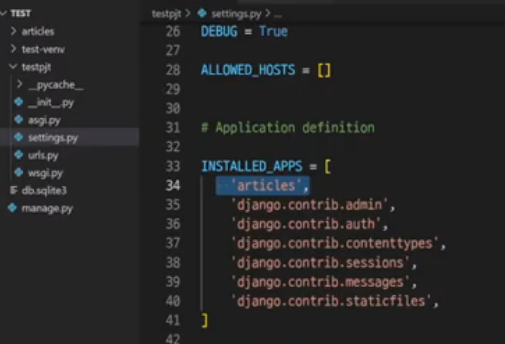 TEST
articles
test-venv
testpjt
__pycache__
__init__.py
asgi.py
settings.py
urls.py
wsgi.py
db.sqlite3
manage.py
testpjt > settings.py > ...
26 DEBUG = True
27
28 ALLOWED_HOSTS = []
29
30
31 # Application definition
32
33 INSTALLED_APPS = [
34 'articles',
35 'django.contrib.admin',
36 'django.contrib.auth',
37 'django.contrib.contenttypes',
38 'django.contrib.sessions',
39 'django.contrib.messages',
40 'django.contrib.staticfiles',
41 ]
42